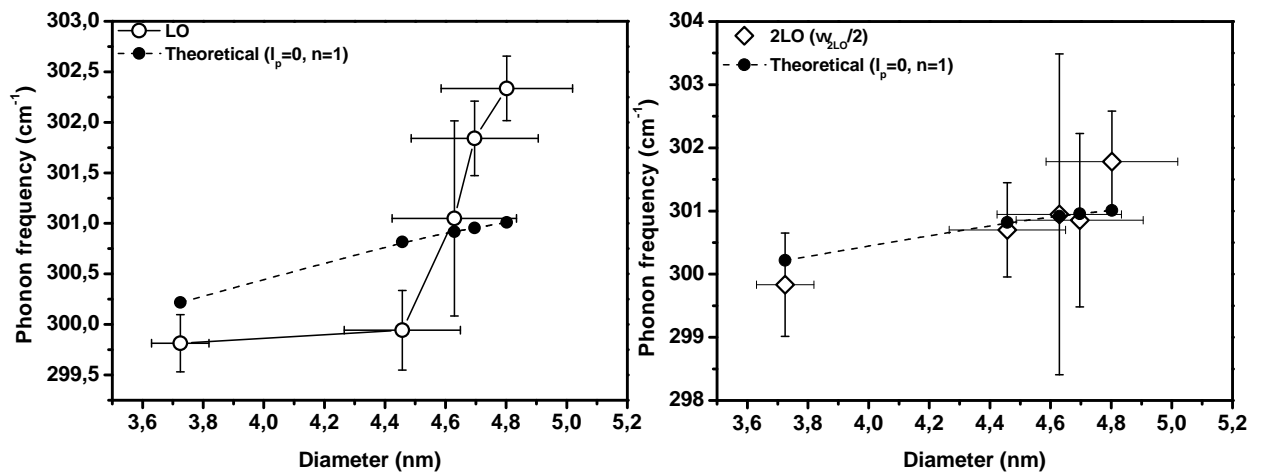 303,0
302,5
302,0
301,5
301,0
300,5
300,0
299,5
Phonon frequency (cm⁻¹)
LO
Theoretical (l_p=0, n=1)
3,6 3,8 4,0 4,2 4,4 4,6 4,8 5,0 5,2
Diameter (nm)
304
303
302
301
300
299
298
Phonon frequency (cm⁻¹)
2LO (w_2LO/2)
Theoretical (l_p=0, n=1)
3,6 3,8 4,0 4,2 4,4 4,6 4,8 5,0 5,2
Diameter (nm)